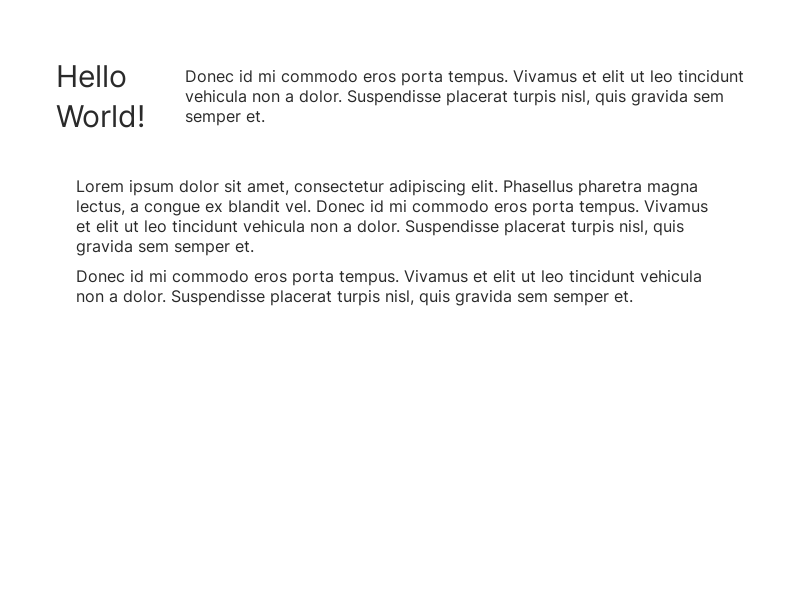 Hello
World!
Donec id mi commodo eros porta tempus. Vivamus et elit ut leo tincidunt
vehicula non a dolor. Suspendisse placerat turpis nisl, quis gravida sem
semper et.
Lorem ipsum dolor sit amet, consectetur adipiscing elit. Phasellus pharetra magna
lectus, a congue ex blandit vel. Donec id mi commodo eros porta tempus. Vivamus
et elit ut leo tincidunt vehicula non a dolor. Suspendisse placerat turpis nisl, quis
gravida sem semper et.
Donec id mi commodo eros porta tempus. Vivamus et elit ut leo tincidunt vehicula
non a dolor. Suspendisse placerat turpis nisl, quis gravida sem semper et.